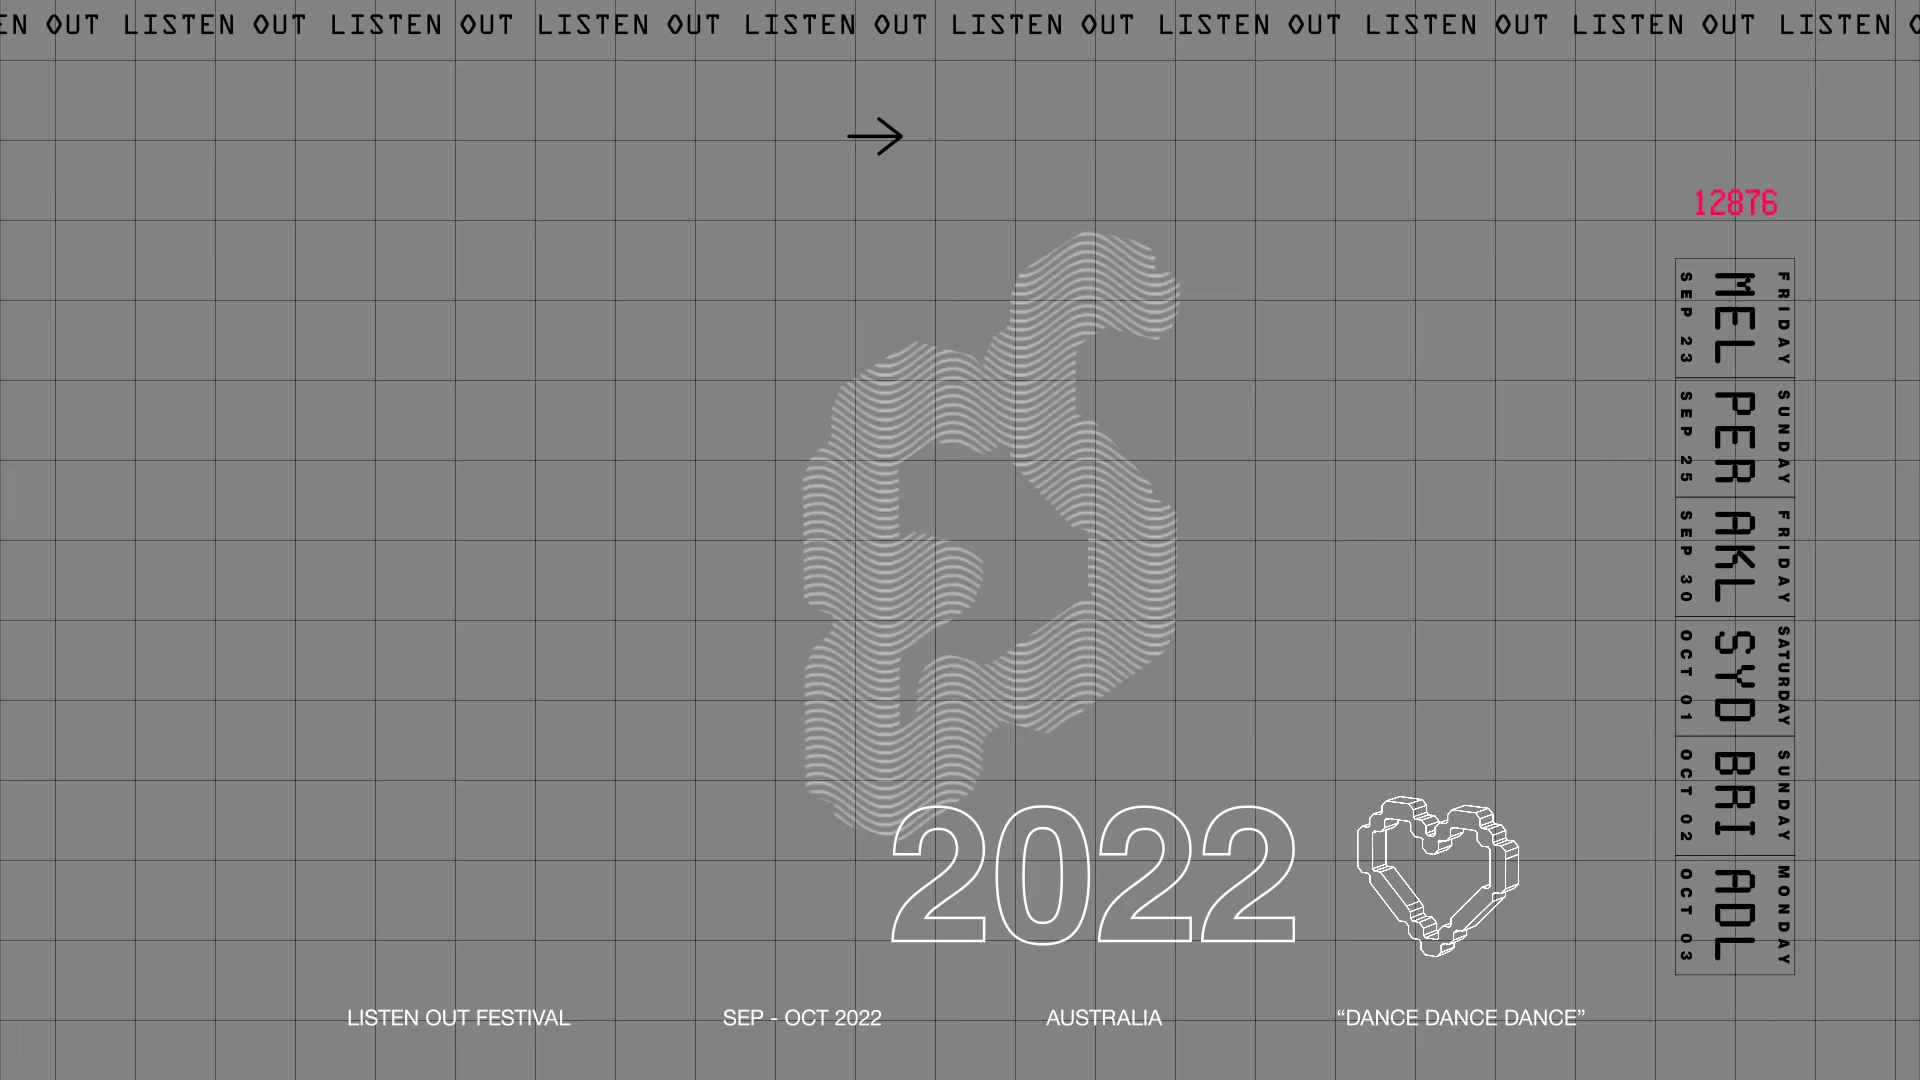 EN OUT LISTEN OUT LISTEN OUT LISTEN OUT LISTEN OUT LISTEN OUT LISTEN OUT LISTEN OUT LISTEN OUT LISTEN O
12876
FRIDAY
MEL
SEP 23
SUNDAY
PER
SEP 25
FRIDAY
AKL
SEP 30
SATURDAY
SYD
OCT 01
SUNDAY
BRI
OCT 02
MONDAY
ADL
OCT 03
2022
LISTEN OUT FESTIVAL
SEP - OCT 2022
AUSTRALIA
“DANCE DANCE DANCE”